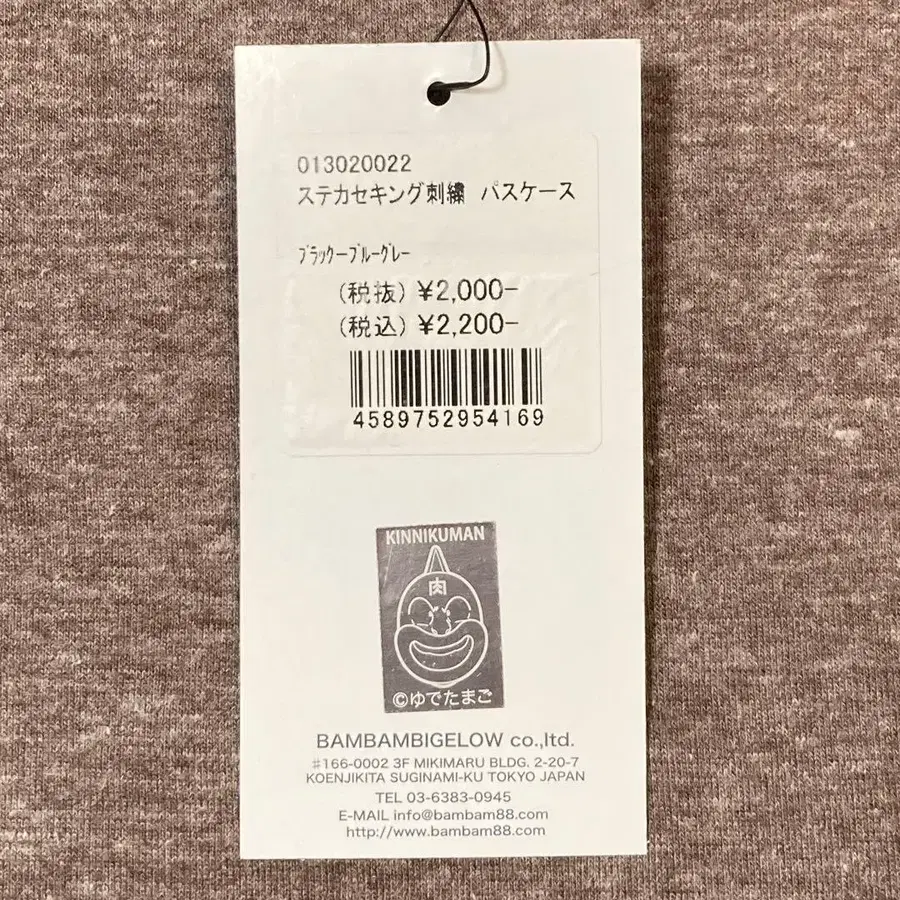 013020022
ステカセキング刺繍 パスケース
ブラックーブルーグレー
(税抜) ¥2,000-
(税込) ¥2,200-
4589752954169
KINNIKUMAN
肉
©ゆでたまご
BAMBAMBIGELOW co.,ltd.
#166-0002 3F MIKIMARU BLDG. 2-20-7
KOENJIKITA SUGINAMI-KU TOKYO JAPAN
TEL 03-6383-0945
E-MAIL info@bambam88.com
http://www.bambam88.com